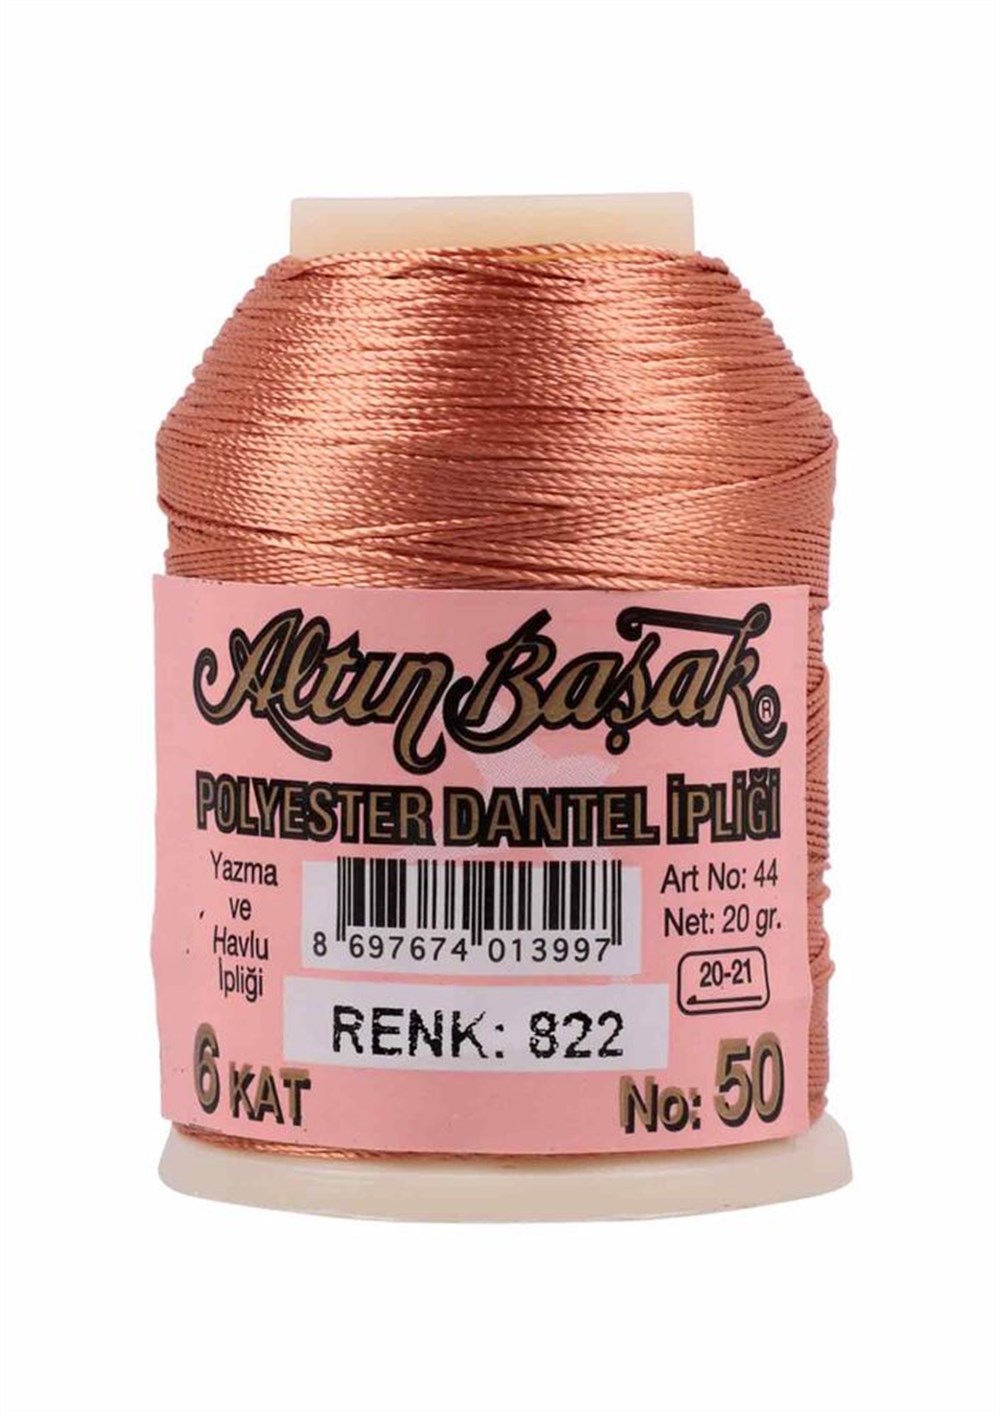 Altın Başak ®
POLYESTER DANTEL İPLİĞİ
Yazma
ve
Havlu
İpliği
8 697674 013997
Art No: 44
Net: 20 gr.
20-21
RENK: 822
6 KAT
No: 50